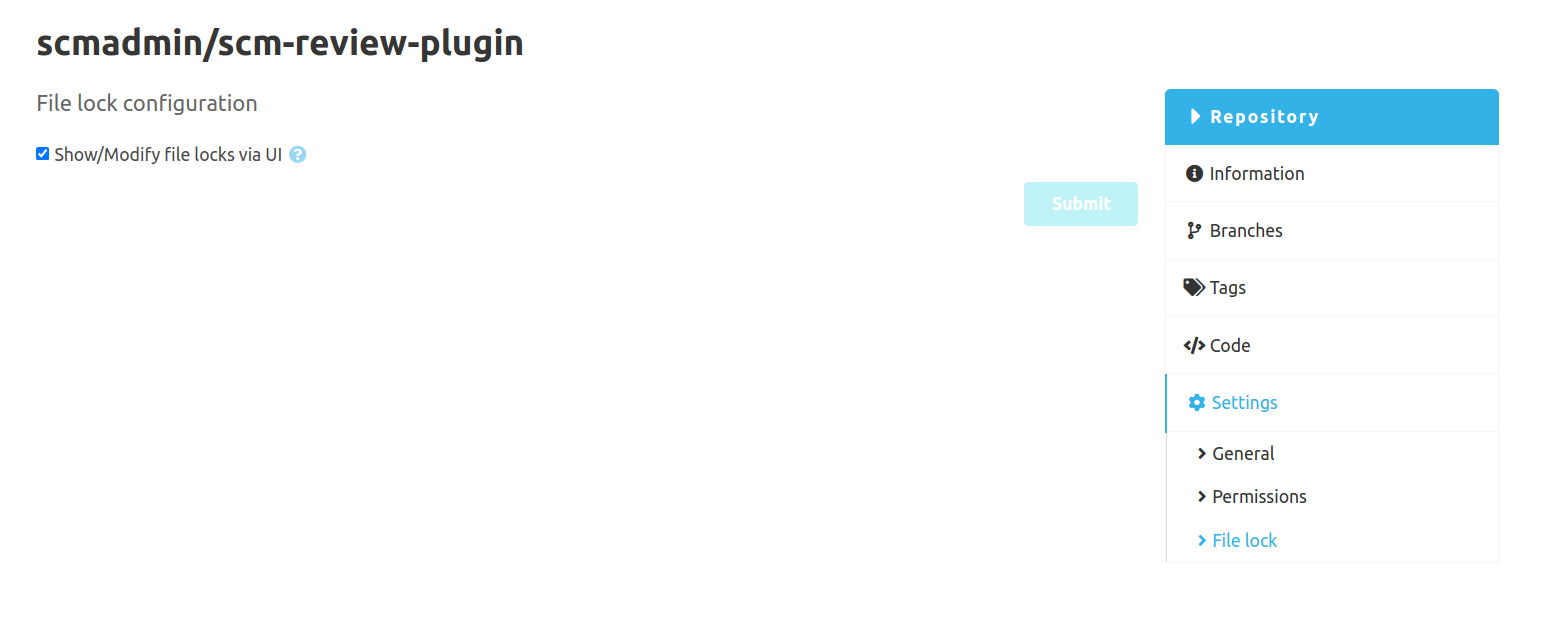 scmadmin/scm-review-plugin
File lock configuration
Show/Modify file locks via UI ?
Submit
Repository
Information
Branches
Tags
Code
Settings
General
Permissions
File lock